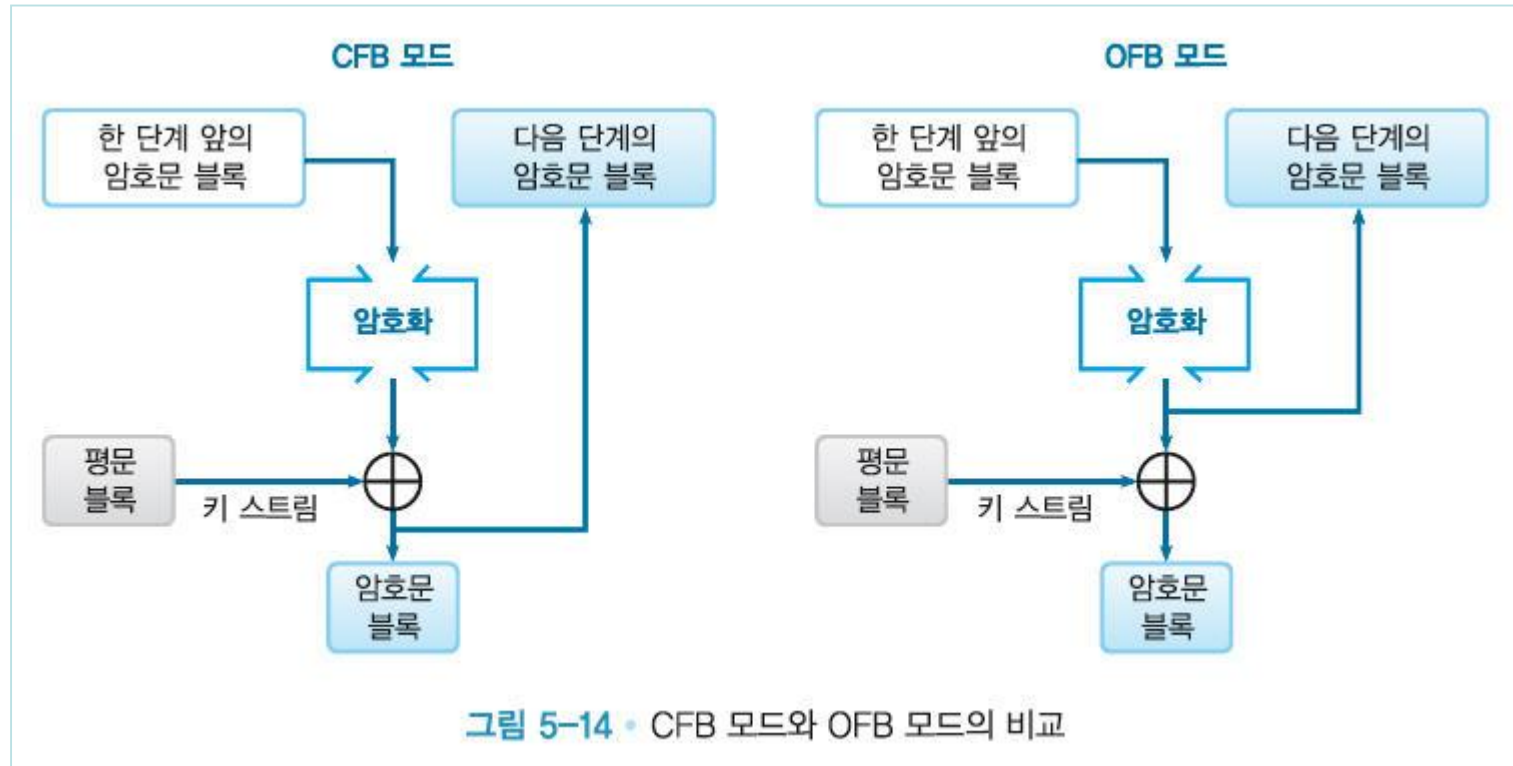 CFB 모드
한 단계 앞의
암호문 블록
다음 단계의
암호문 블록
암호화
평문
블록
키 스트림
암호문
블록
OFB 모드
한 단계 앞의
암호문 블록
다음 단계의
암호문 블록
암호화
평문
블록
키 스트림
암호문
블록
그림 5-14 • CFB 모드와 OFB 모드의 비교